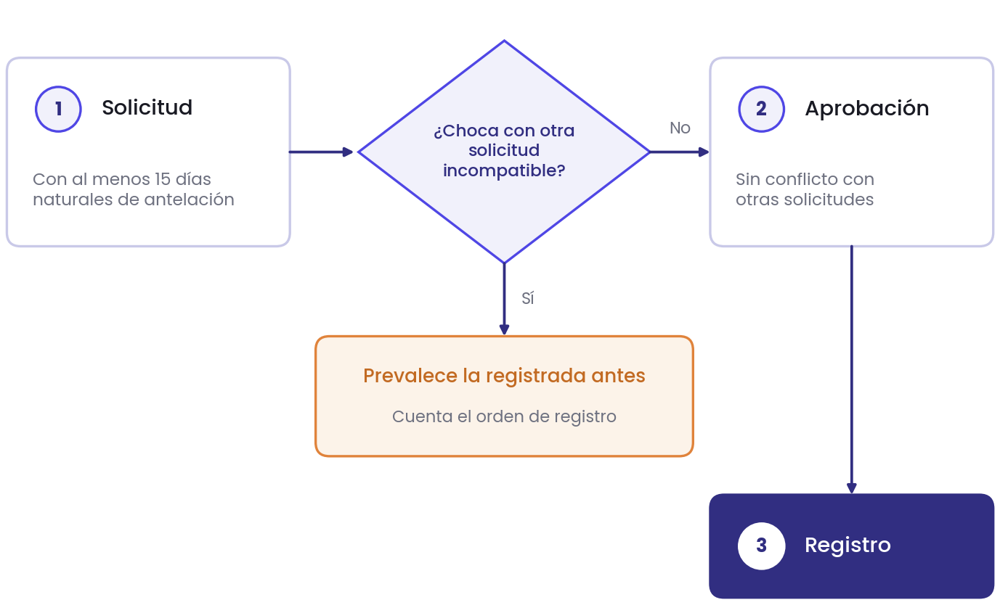 1 Solicitud
Con al menos 15 días
naturales de antelación
¿Choca con otra
solicitud
incompatible?
No
2 Aprobación
Sin conflicto con
otras solicitudes
Sí
Prevalece la registrada antes
Cuenta el orden de registro
3 Registro